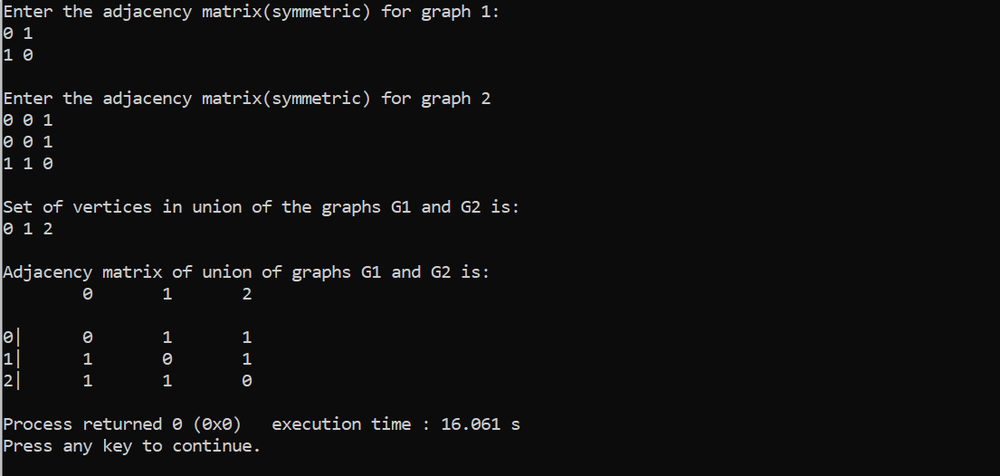 Enter the adjacency matrix(symmetric) for graph 1:
0 1
1 0
Enter the adjacency matrix(symmetric) for graph 2
0 0 1
0 0 1
1 1 0
Set of vertices in union of the graphs G1 and G2 is:
0 1 2
Adjacency matrix of union of graphs G1 and G2 is:
0 1 2
0| 0 1 1
1| 1 0 1
2| 1 1 0
Process returned 0 (0x0) execution time : 16.061 s
Press any key to continue.